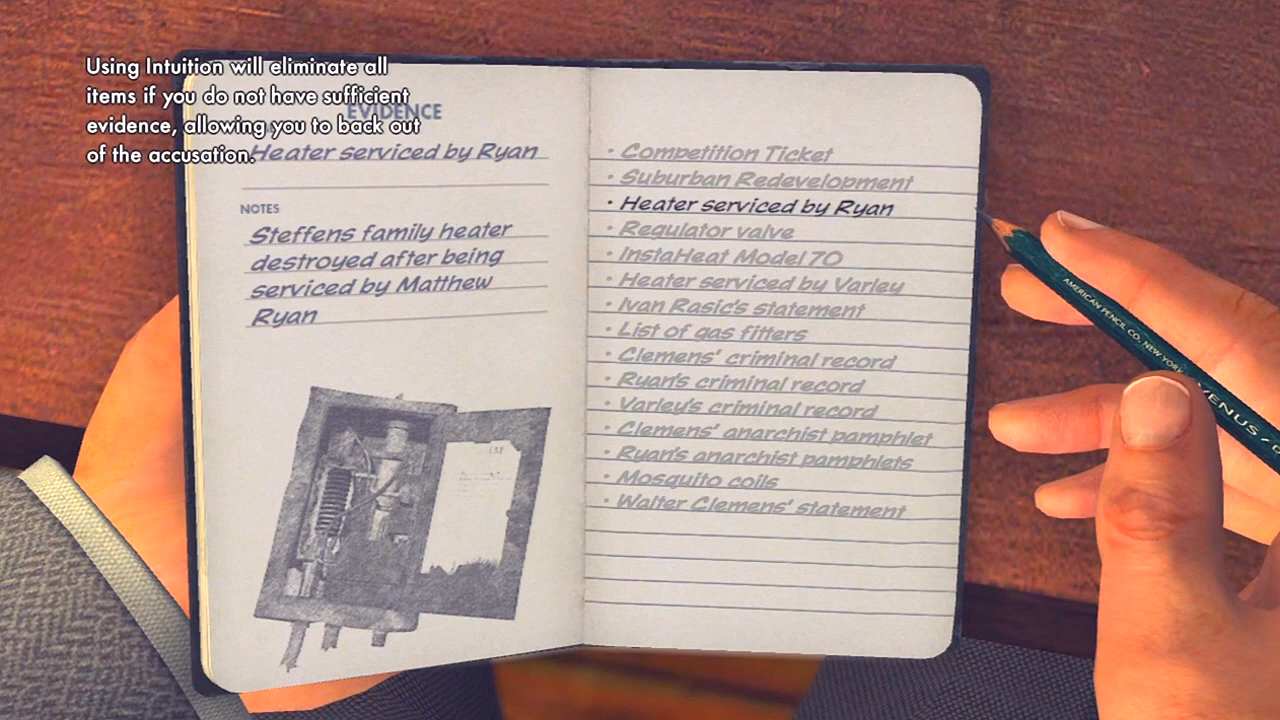 Using Intuition will eliminate all
items if you do not have sufficient
evidence, allowing you to back out
of the accusation.
EVIDENCE
Heater serviced by Ryan
NOTES
Steffens family heater
destroyed after being
serviced by Matthew
Ryan
• Competition Ticket
• Suburban Redevelopment
• Heater serviced by Ryan
• Regulator valve
• InstaHeat Model 70
• Heater serviced by Varley
• Ivan Rasic's statement
• List of gas fitters
• Clemens' criminal record
• Ryan's criminal record
• Varley's criminal record
• Clemens' anarchist pamphlet
• Ryan's anarchist pamphlets
• Mosquito coils
• Walter Clemens' statement
AMERICAN PENCIL CO. NEW YORK
VENUS